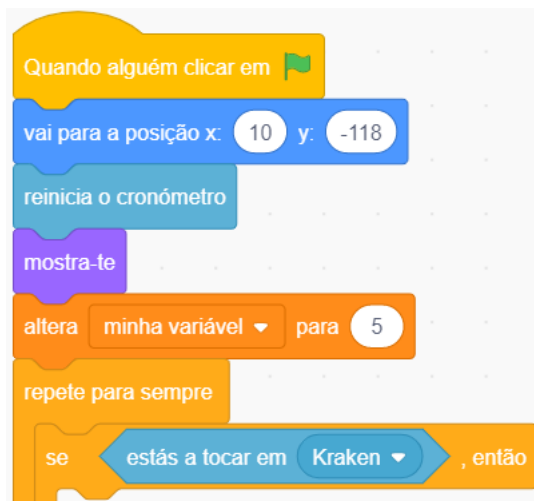 Quando alguém clicar em
vai para a posição x: 10 y: -118
reinicia o cronómetro
mostra-te
altera minha variável para 5
repete para sempre
se estás a tocar em Kraken , então